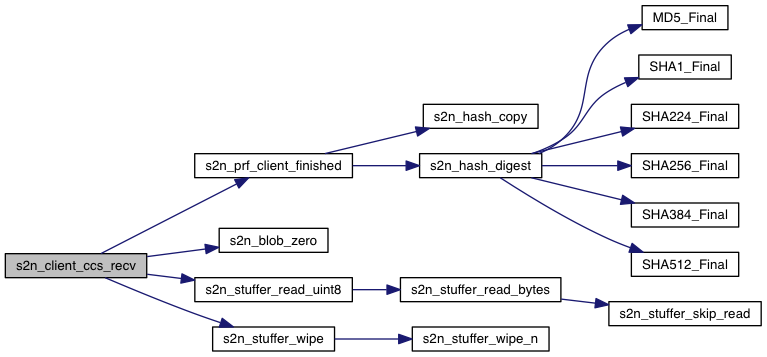 MD5_Final
SHA1_Final
s2n_hash_copy
SHA224_Final
s2n_prf_client_finished
s2n_hash_digest
SHA256_Final
SHA384_Final
s2n_blob_zero
s2n_client_ccs_recv
SHA512_Final
s2n_stuffer_read_uint8
s2n_stuffer_read_bytes
s2n_stuffer_skip_read
s2n_stuffer_wipe
s2n_stuffer_wipe_n